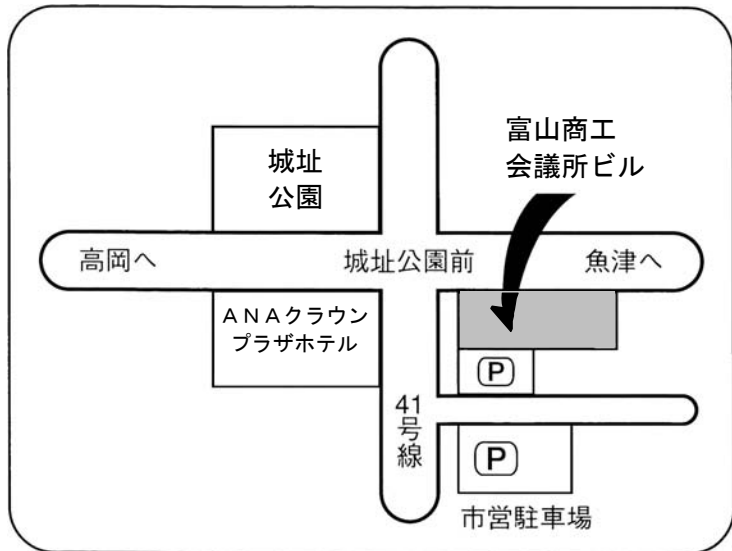 富山商工
会議所ビル
城址
公園
高岡へ
城址公園前
魚津へ
ＡＮＡクラウン
プラザホテル
P
41号線
P
市営駐車場